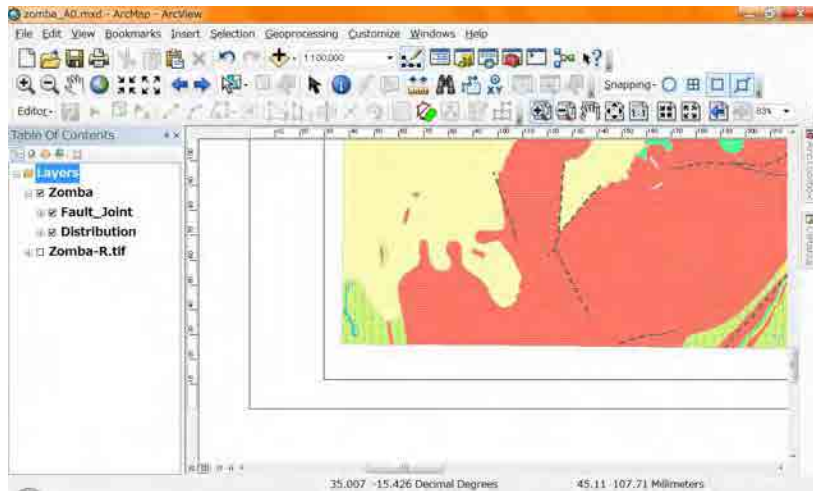 zomba_A0.mxd - ArcMap - ArcView
File Edit View Bookmarks Insert Selection Geoprocessing Customize Windows Help
1:100,000
Snapping-
Editor-
83%
Table Of Contents
Layers
Zomba
Fault_Joint
Distribution
Zomba-R.tif
ArcToolbox
35.007 -15.426 Decimal Degrees
45.11 107.71 Millimeters